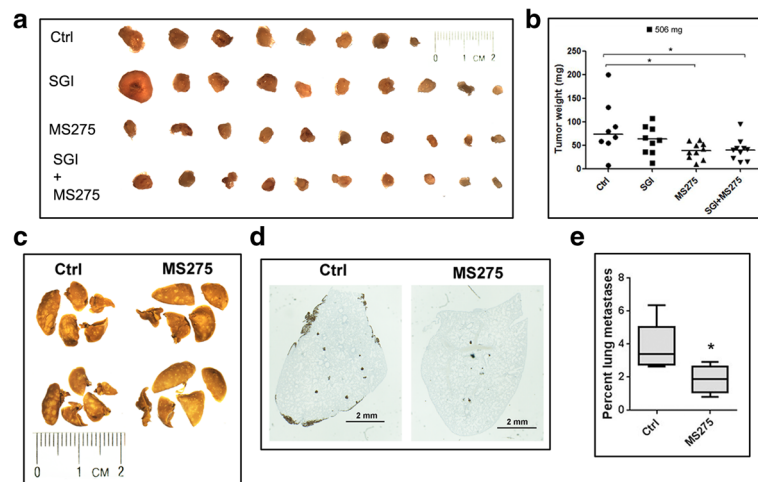 a
Ctrl
SGI
MS275
SGI
+
MS275
0 1 CM 2
b
506 mg
Tumor weight (mg)
250
200
150
100
50
0
*
*
Ctrl
SGI
MS275
SGI+MS275
c
Ctrl MS275
0 1 CM 2
d
Ctrl MS275
2 mm
2 mm
e
Percent lung metastases
8
6
4
2
0
*
Ctrl
MS275